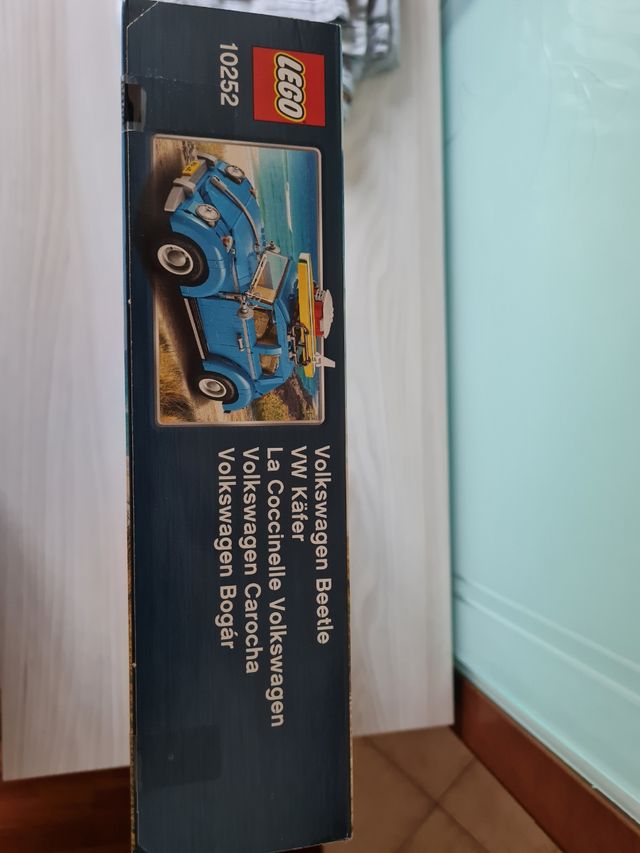 LEGO
10252
Volkswagen Beetle
VW Käfer
La Coccinelle Volkswagen
Volkswagen Carocha
Volkswagen Bogár